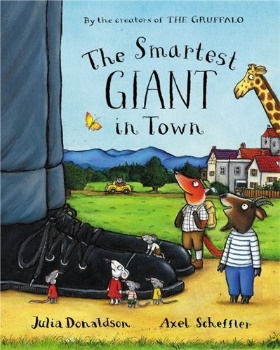 By the creators of THE GRUFFALO
The Smartest
GIANT
in Town
Julia Donaldson
Axel Scheffler